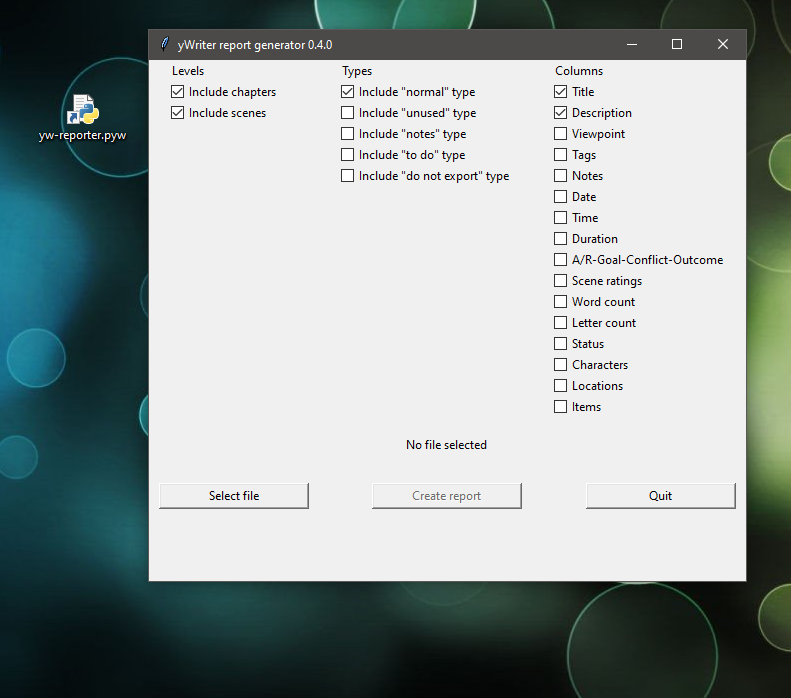 yWriter report generator 0.4.0
yw-reporter.pyw
Levels
Include chapters
Include scenes
Types
Include "normal" type
Include "unused" type
Include "notes" type
Include "to do" type
Include "do not export" type
Columns
Title
Description
Viewpoint
Tags
Notes
Date
Time
Duration
A/R-Goal-Conflict-Outcome
Scene ratings
Word count
Letter count
Status
Characters
Locations
Items
No file selected
Select file
Create report
Quit